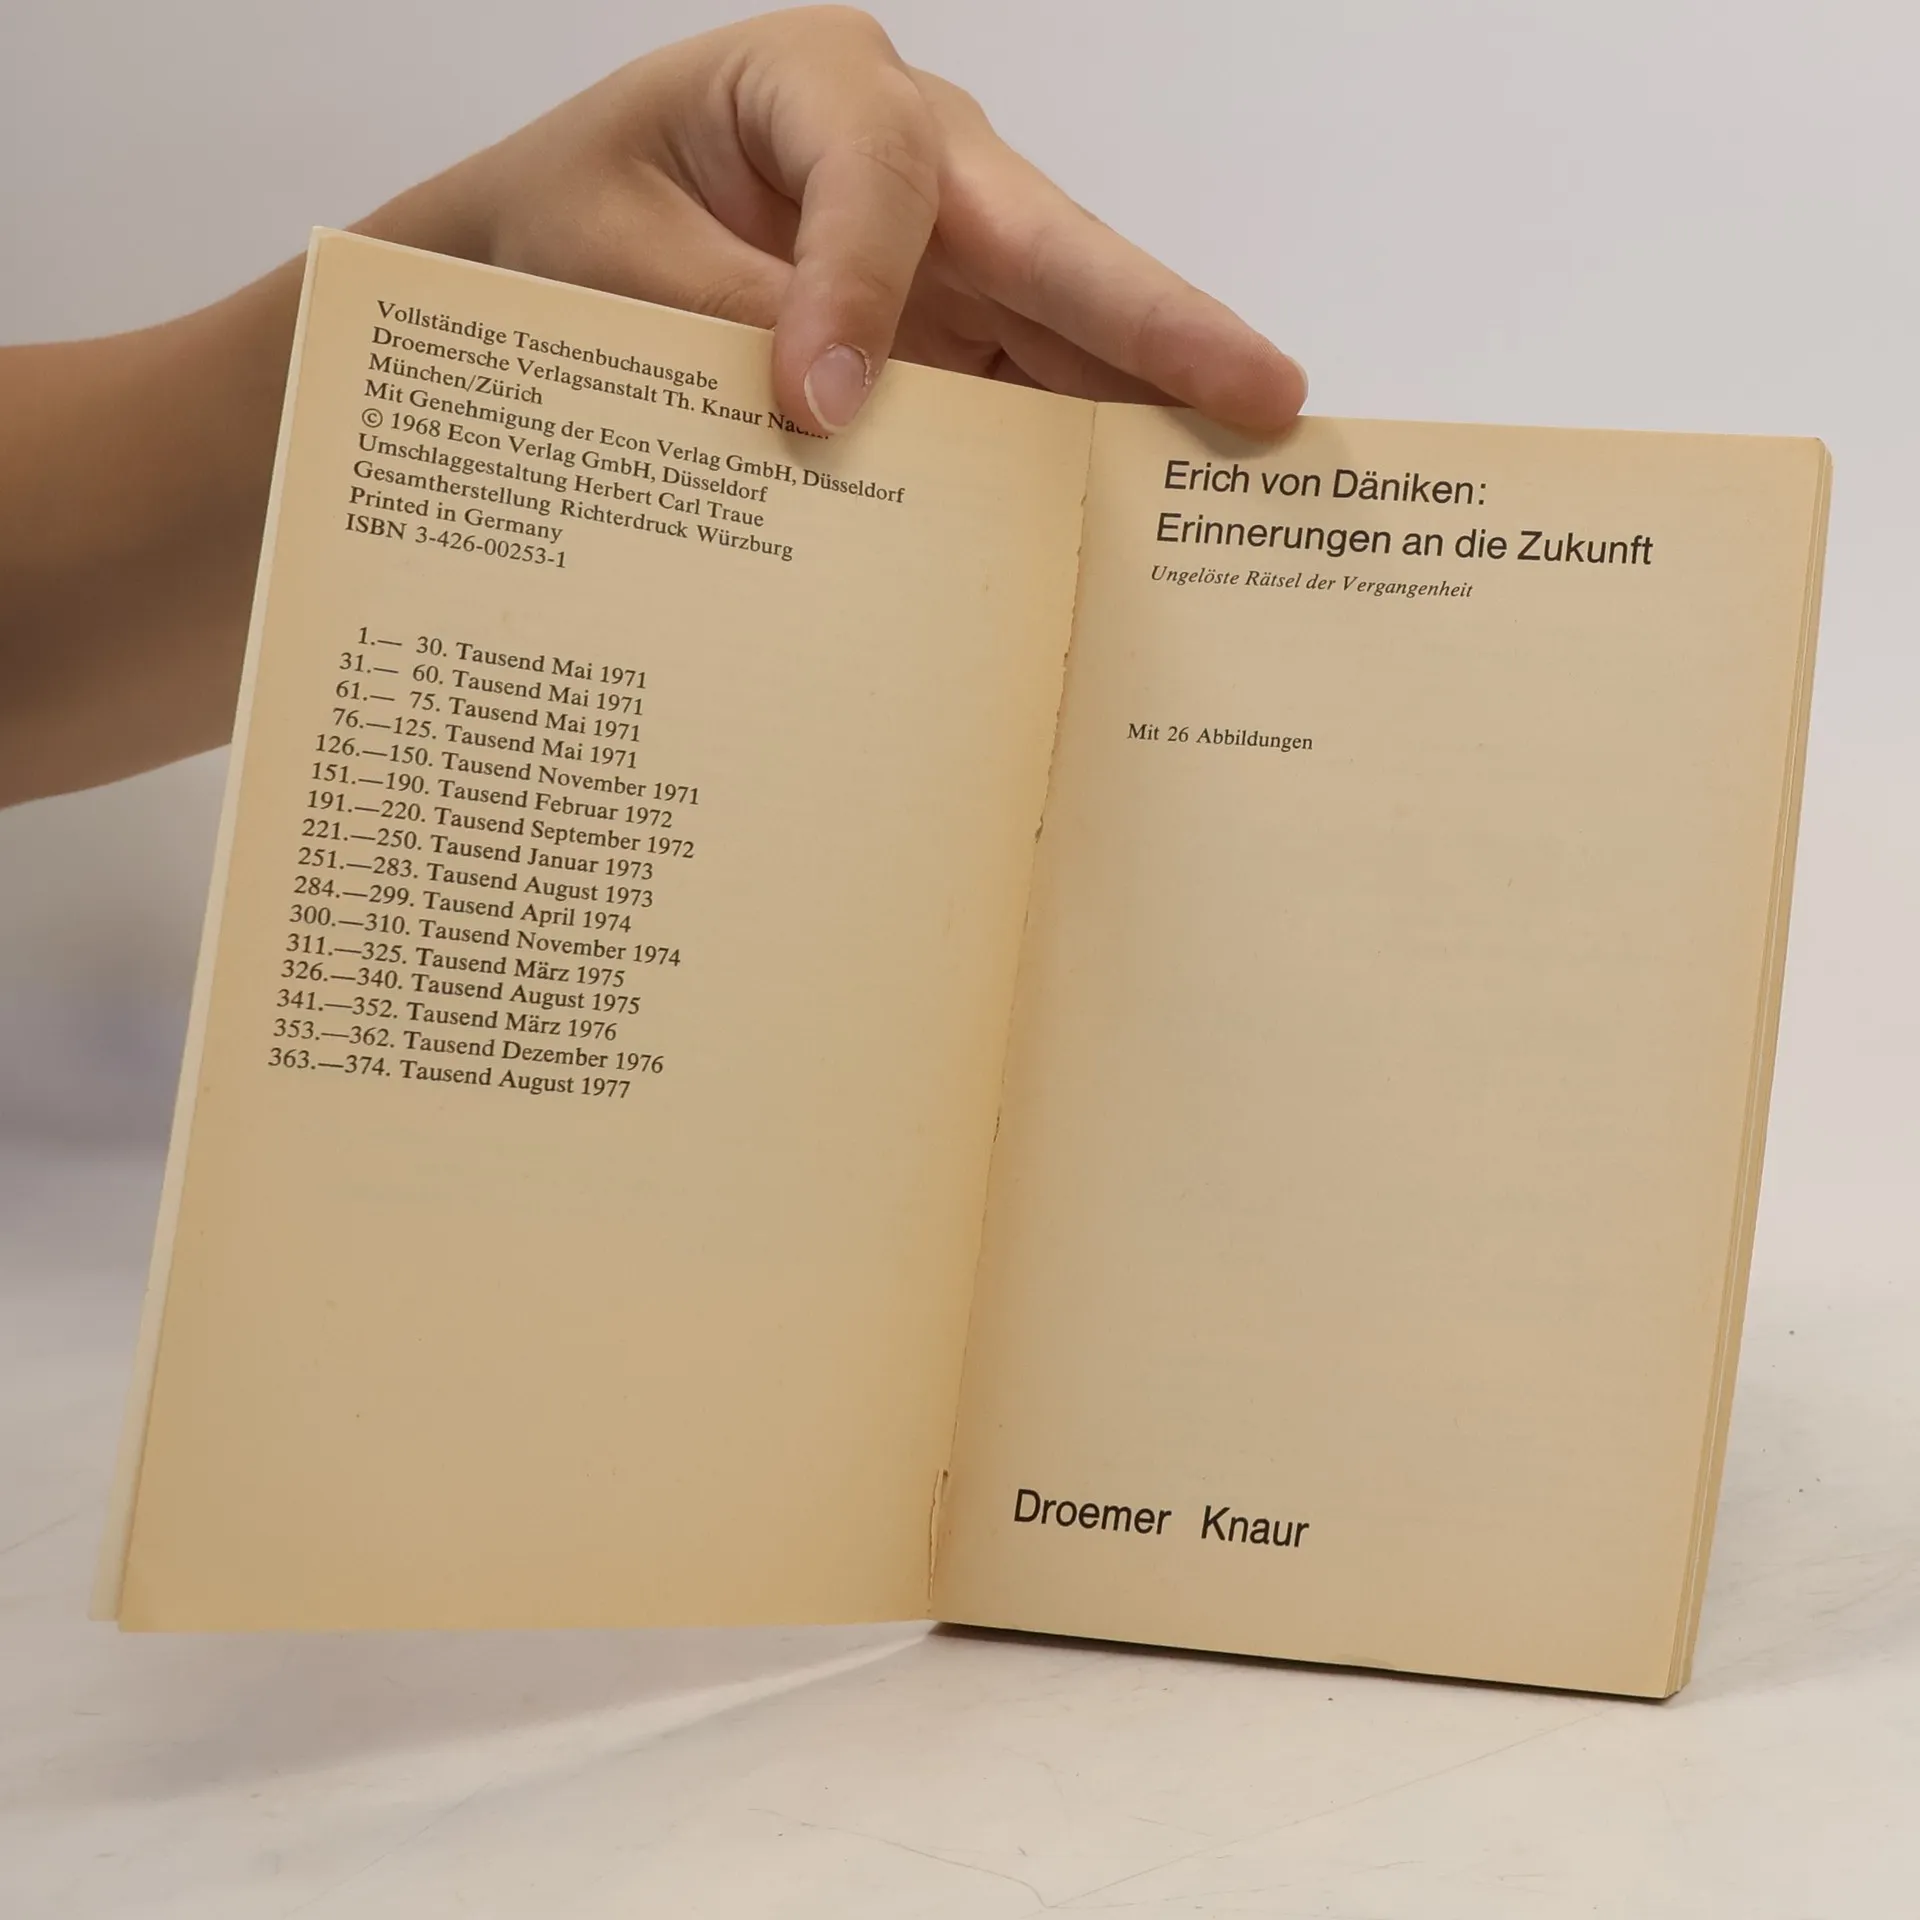 Vollständige Taschenbuchausgabe
Droemersche Verlagsanstalt Th. Knaur
München/Zürich
Mit Genehmigung der Econ Verlag GmbH, Düsseldorf
© 1968 Econ Verlag GmbH, Düsseldorf
Umschlaggestaltung Herbert Carl Traue
Gesamtherstellung Richterdruck Würzburg
Printed in Germany
ISBN 3-426-00253-1
1.— 30. Tausend Mai 1971
31.— 60. Tausend Mai 1971
61.— 75. Tausend Mai 1971
76.—125. Tausend Mai 1971
126.—150. Tausend November 1971
151.—190. Tausend Februar 1972
191.—220. Tausend September 1972
221.—250. Tausend Januar 1973
251.—283. Tausend August 1973
284.—299. Tausend April 1974
300.—310. Tausend November 1974
311.—325. Tausend März 1975
326.—340. Tausend August 1975
341.—352. Tausend März 1976
353.—362. Tausend Dezember 1976
363.—374. Tausend August 1977
Erich von Däniken:
Erinnerungen an die Zukunft
Ungelöste Rätsel der Vergangenheit
Mit 26 Abbildungen
Droemer Knaur